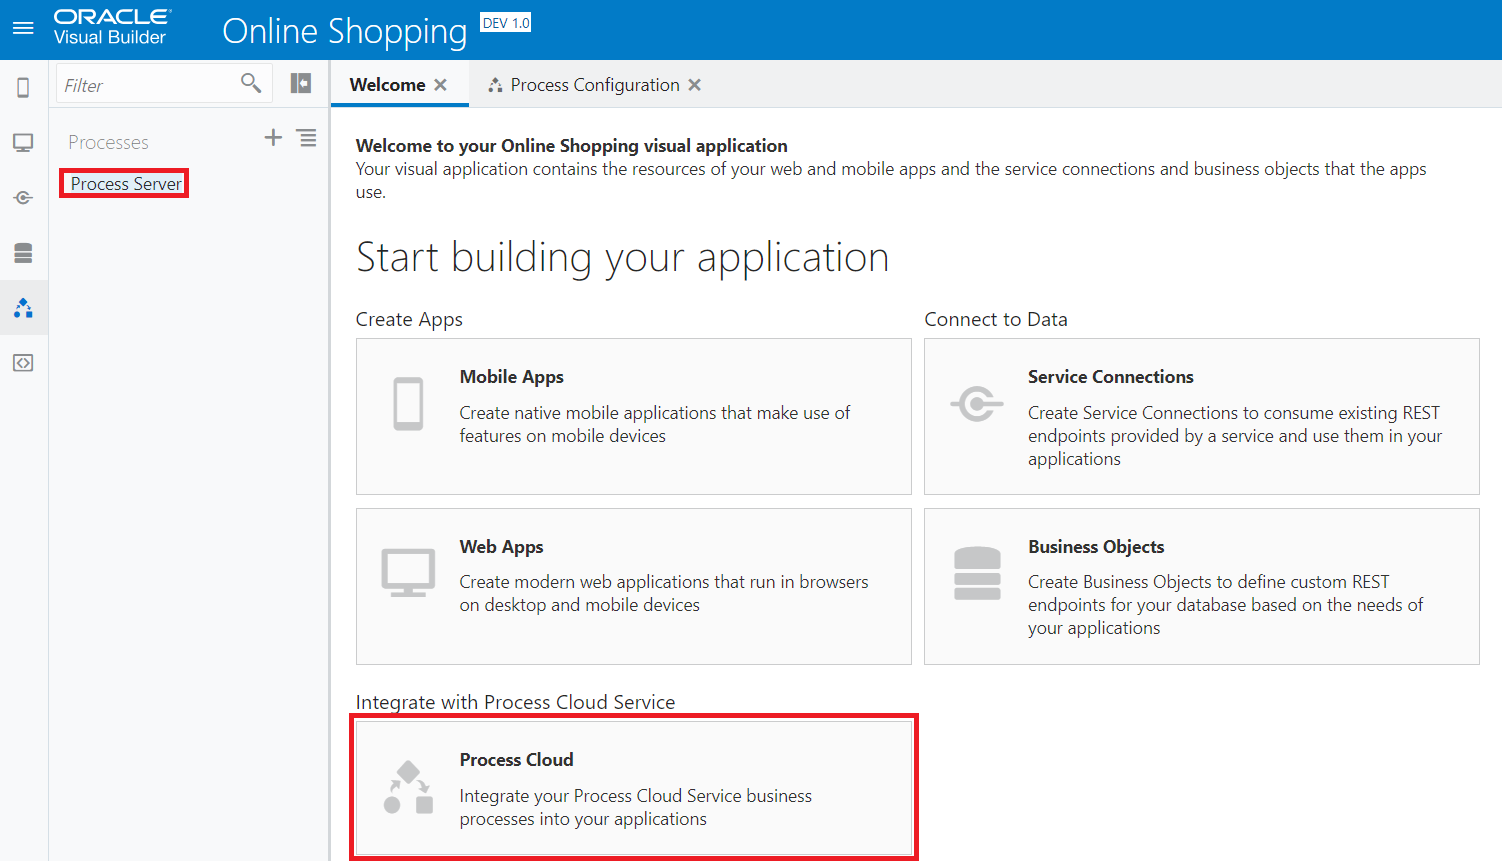 ORACLE®
Visual Builder
Online Shopping
DEV 1.0
Filter
Welcome
Process Configuration
Processes
Process Server
Welcome to your Online Shopping visual application
Your visual application contains the resources of your web and mobile apps and the service connections and business objects that the apps
use.
Start building your application
Create Apps
Mobile Apps
Create native mobile applications that make use of
features on mobile devices
Web Apps
Create modern web applications that run in browsers
on desktop and mobile devices
Connect to Data
Service Connections
Create Service Connections to consume existing REST
endpoints provided by a service and use them in your
applications
Business Objects
Create Business Objects to define custom REST
endpoints for your database based on the needs of
your applications
Integrate with Process Cloud Service
Process Cloud
Integrate your Process Cloud Service business
processes into your applications